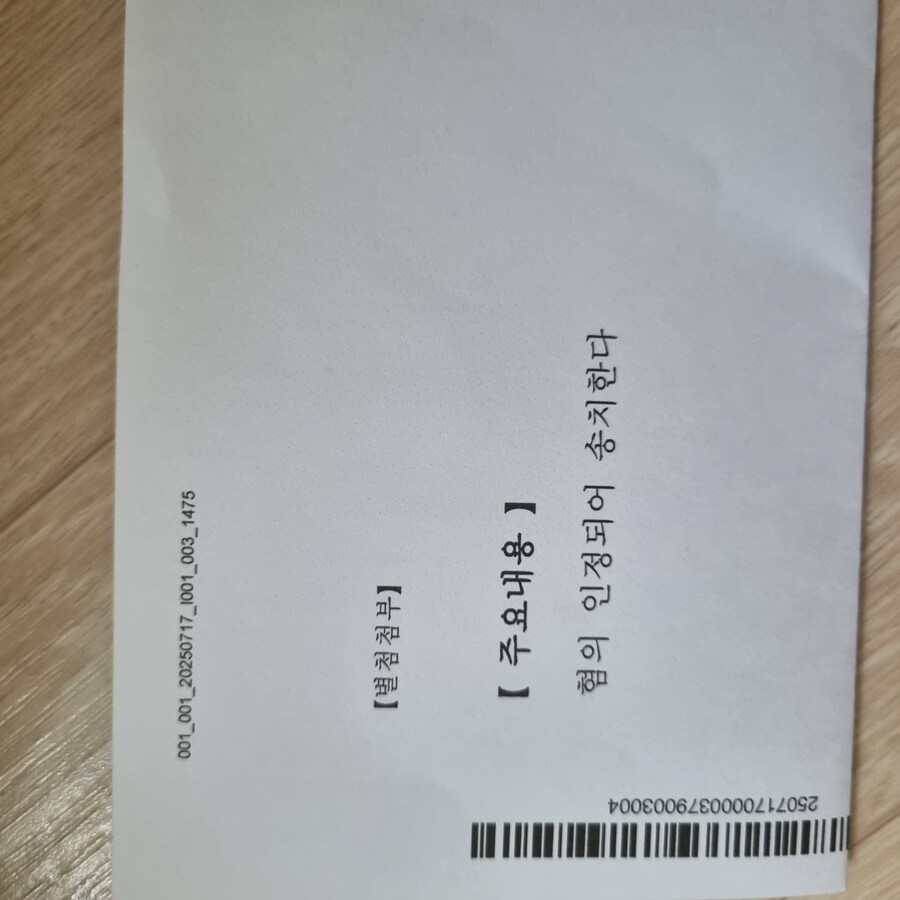 001_001_20250717_I001_003_1475
【별첨첨부】
【 주요내용 】
혐의 인정되어 송치한다
2507170000379003004